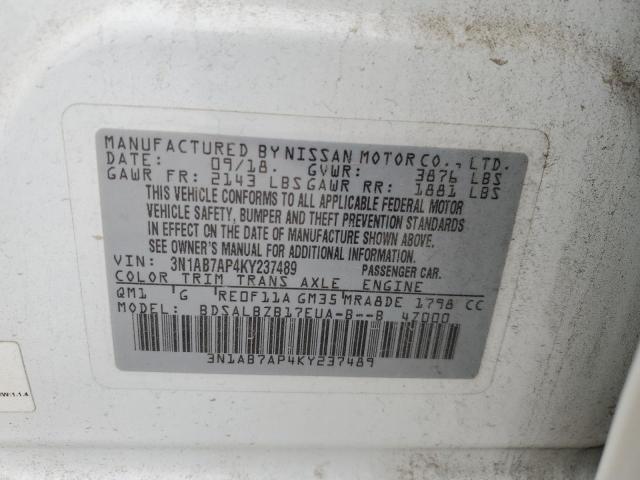 MANUFACTURED BY NISSAN MOTOR CO., LTD.
DATE: 09/18. GVWR: 3876 LBS
GAWR FR: 2143 LBS GAWR RR: 1881 LBS
THIS VEHICLE CONFORMS TO ALL APPLICABLE FEDERAL MOTOR
VEHICLE SAFETY, BUMPER AND THEFT PREVENTION STANDARDS
IN EFFECT ON THE DATE OF MANUFACTURE SHOWN ABOVE.
SEE OWNER'S MANUAL FOR ADDITIONAL INFORMATION
VIN: 3N1AB7AP4KY237489 PASSENGER CAR.
COLOR TRIM TRANS AXLE ENGINE
QM1 G RE0F11A GM35 MRA8DE 1798 CC
MODEL: BDSALBZB17EUA-B--B 47000
3N1AB7AP4KY237489